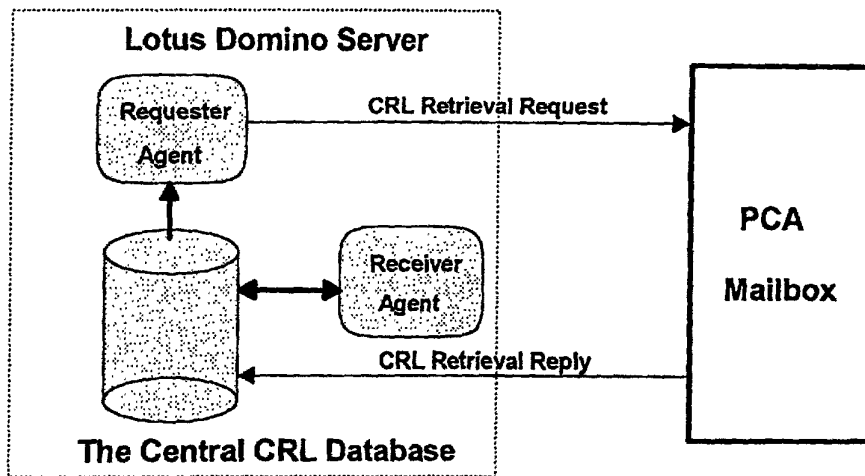 Lotus Domino Server
Requester
Agent
CRL Retrieval Request
PCA
Mailbox
Receiver
Agent
CRL Retrieval Reply
The Central CRL Database